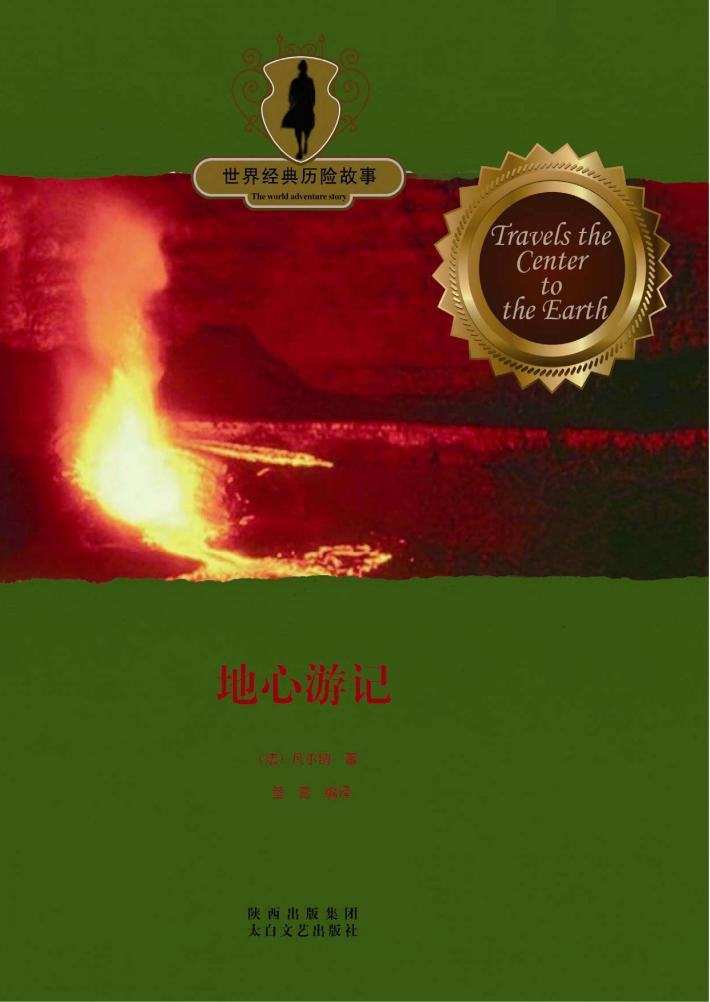 世界经典历险故事
The world adventure story
Travels the
Center
to
the Earth
地心游记
（法）凡尔纳 著
编译
陕西出版集团
太白文艺出版社